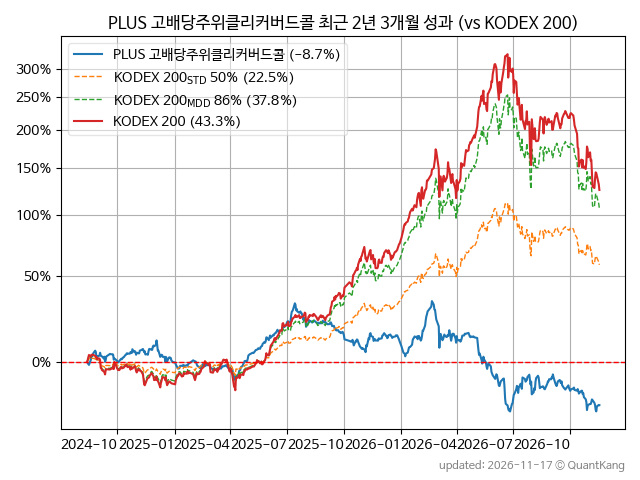 PLUS 고배당주위클리커버드콜 최근 2년 3개월 성과 (vs KODEX 200)
PLUS 고배당주위클리커버드콜 (-8.7%)
KODEX 200STD 50% (22.5%)
KODEX 200MDD 86% (37.8%)
KODEX 200 (43.3%)
300%
250%
200%
150%
100%
50%
0%
2024-10 2025-01 2025-04 2025-07 2025-10 2026-01 2026-04 2026-07 2026-10
updated: 2026-11-17 © QuantKang